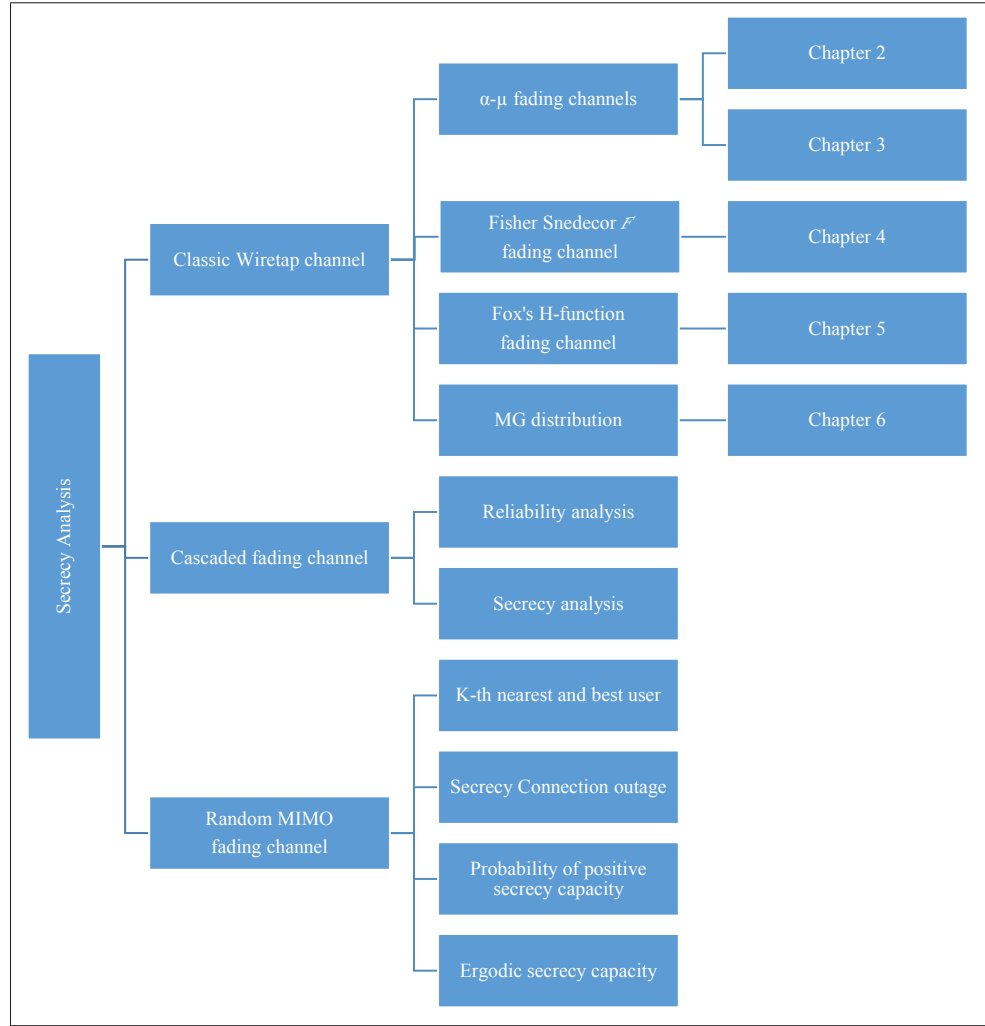 Secrecy Analysis
Classic Wiretap channel
α-μ fading channels
Chapter 2
Chapter 3
Fisher Snedecor ℱ
fading channel
Chapter 4
Fox's H-function
fading channel
Chapter 5
MG distribution
Chapter 6
Cascaded fading channel
Reliability analysis
Secrecy analysis
Random MIMO
fading channel
K-th nearest and best user
Secrecy Connection outage
Probability of positive
secrecy capacity
Ergodic secrecy capacity